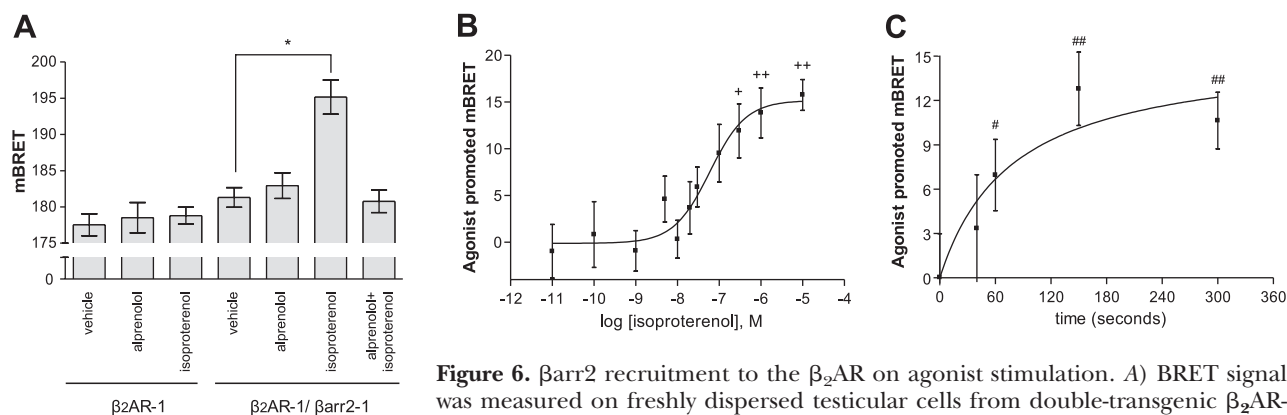 A
*
200
195
190
185
180
175
0
mBRET
vehicle
alprenolol
isoproterenol
vehicle
alprenolol
isoproterenol
alprenolol+
isoproterenol
β2AR-1
β2AR-1/ βarr2-1
B
20
15
10
5
0
Agonist promoted mBRET
+
++
++
-12 -11 -10 -9 -8 -7 -6 -5 -4
log [isoproterenol], M
C
15
12
9
6
3
0
Agonist promoted mBRET
#
##
##
0 60 120 180 240 300 360
time (seconds)
Figure 6. βarr2 recruitment to the β₂AR on agonist stimulation. A) BRET signal
was measured on freshly dispersed testicular cells from double-transgenic β₂AR-